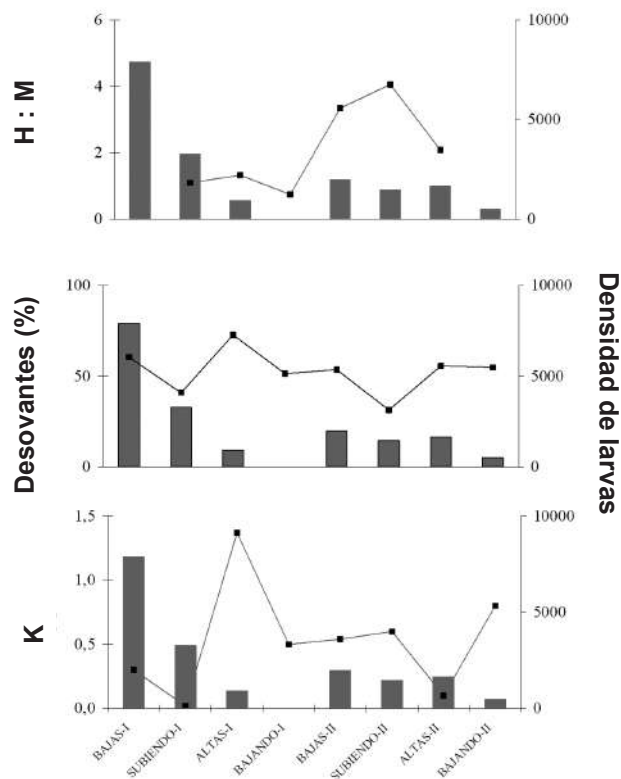 6
4
2
0
H : M
10000
5000
0
100
50
0
Desovantes (%)
10000
5000
0
Densidad de larvas
1,5
1,0
0,5
0,0
K
10000
5000
0
BAJAS-I
SUBIENDO-I
ALTAS-I
BAJANDO-I
BAJAS-II
SUBIENDO-II
ALTAS-II
BAJANDO-II